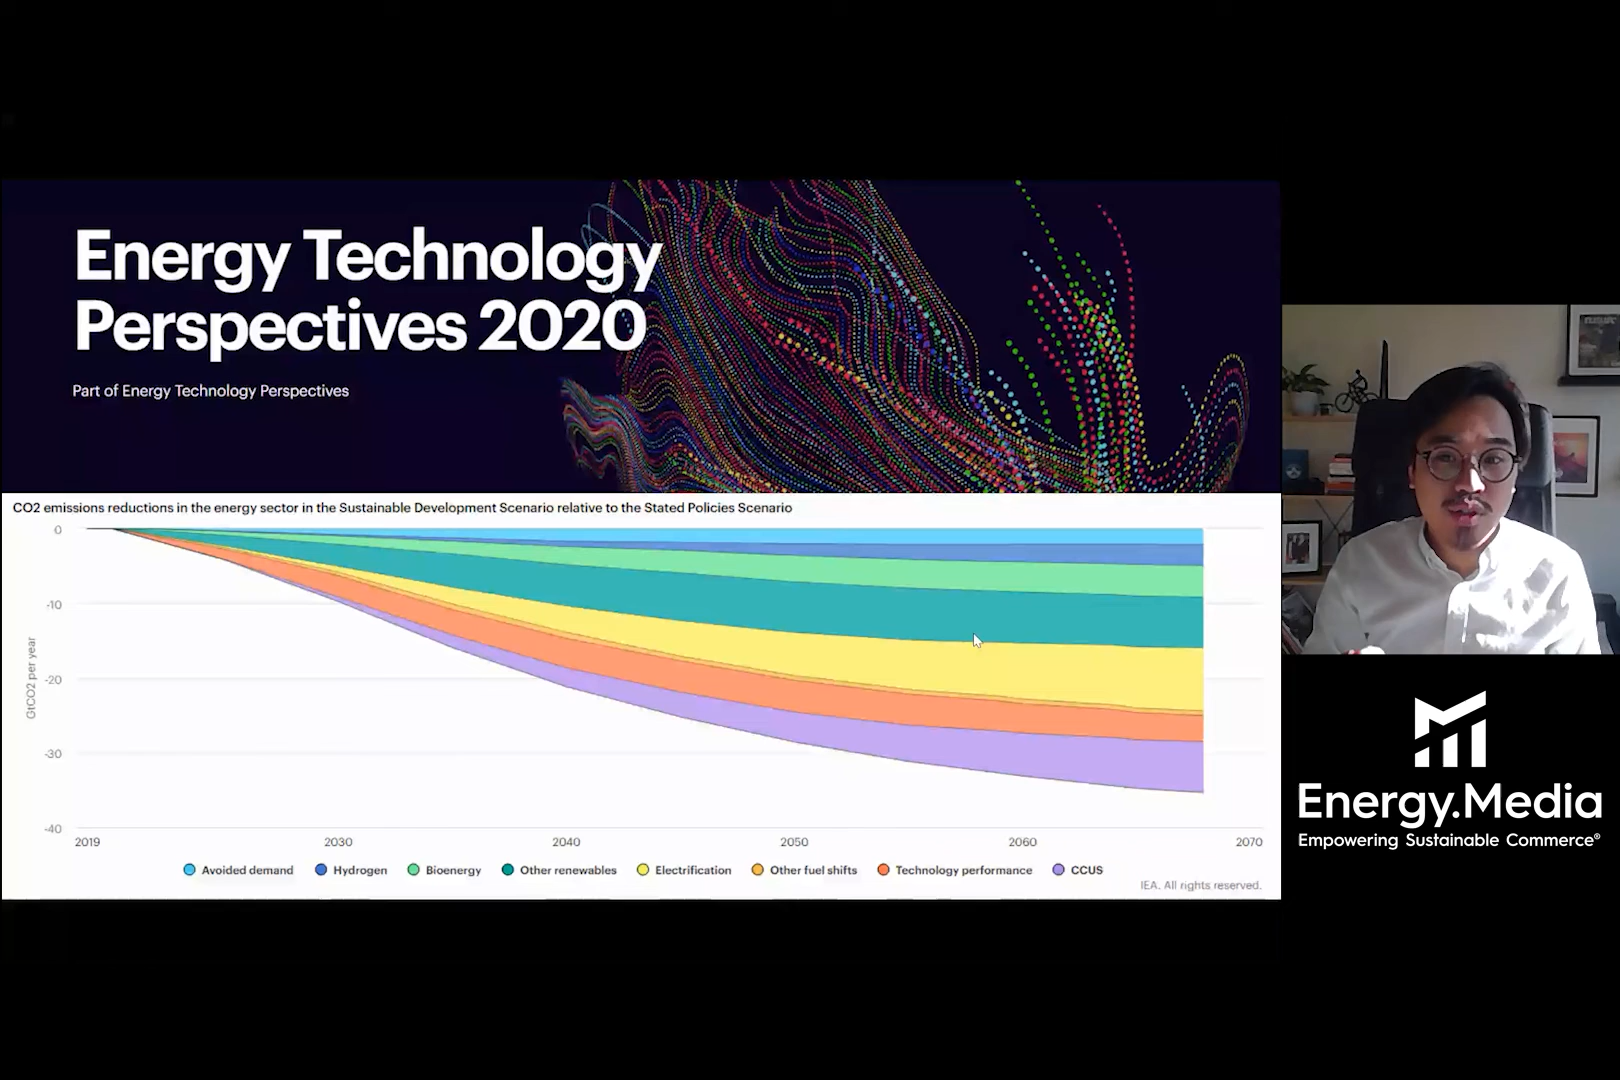 Energy Technology
Perspectives 2020
Part of Energy Technology Perspectives
CO2 emissions reductions in the energy sector in the Sustainable Development Scenario relative to the Stated Policies Scenario
0
-10
-20
-30
-40
GtCO2 per year
2019 2030 2040 2050 2060 2070
Avoided demand Hydrogen Bioenergy Other renewables Electrification Other fuel shifts Technology performance CCUS
IEA. All rights reserved.
Energy.Media
Empowering Sustainable Commerce®